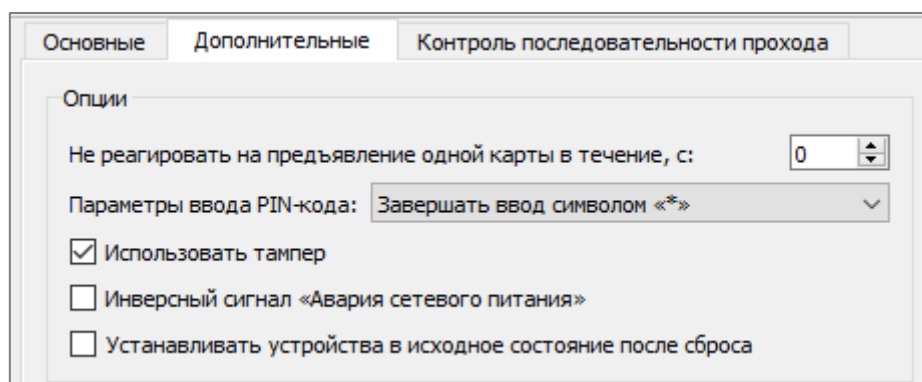 Основные Дополнительные Контроль последовательности прохода
Опции
Не реагировать на предъявление одной карты в течение, с: 0
Параметры ввода PIN-кода: Завершать ввод символом «*»
Использовать тампер
Инверсный сигнал «Авария сетевого питания»
Устанавливать устройства в исходное состояние после сброса